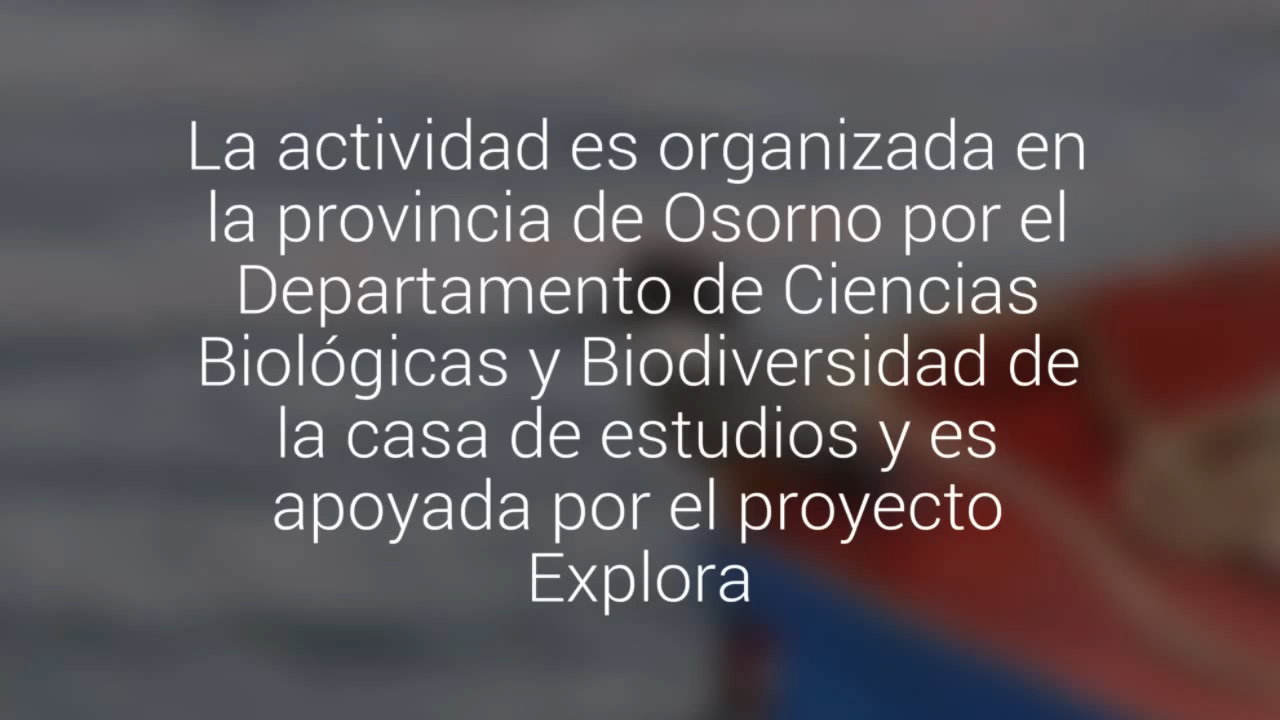 La actividad es organizada en
la provincia de Osorno por el
Departamento de Ciencias
Biológicas y Biodiversidad de
la casa de estudios y es
apoyada por el proyecto
Explora